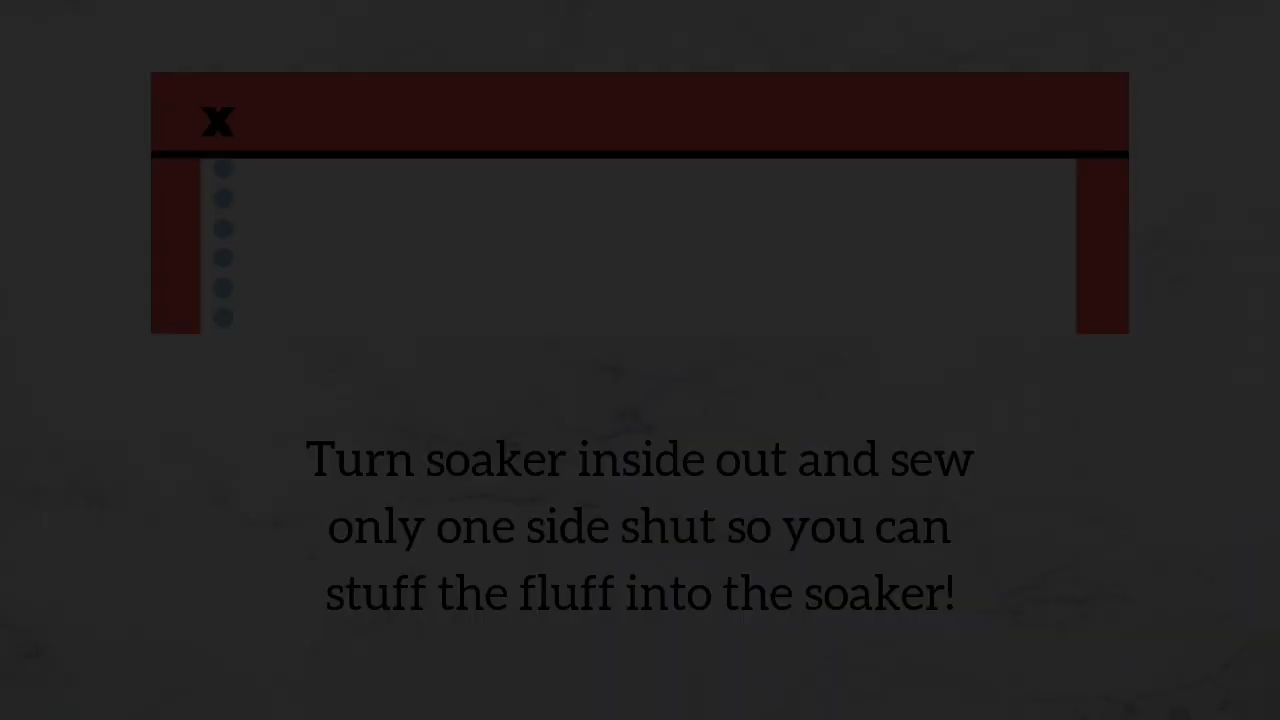 x
Turn soaker inside out and sew
only one side shut so you can
stuff the fluff into the soaker!